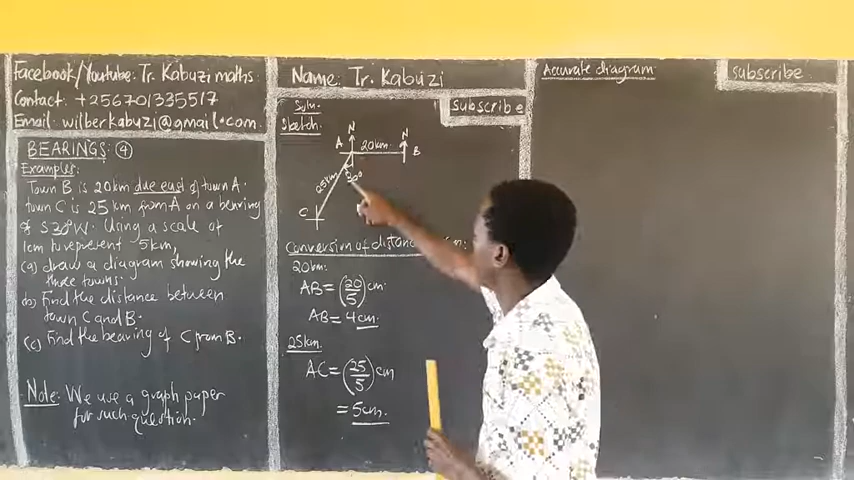 Facebook/Youtube: Tr. Kabuzi maths
Contact: +256701335517
Email: wilberkabuzi@gmail.com
BEARINGS 4
Examples:
Town B is 20km due east of town A.
town C is 25 km from A on a bearing
of S30°W. Using a scale of
1cm to represent 5km,
(a) draw a diagram showing the
three towns.
(b) Find the distance between
town C and B.
(c) Find the bearing of C from B.
Note: We use a graph paper
for such question.
Name: Tr. Kabuzi
Soln.
Subscribe
Sketch
N
N
A
20km
B
30°
25km
C
Conversion of distance
20km
AB = (20/5) cm
AB = 4cm
25km
AC = (25/5) cm
= 5cm.
Accurate diagram
Subscribe